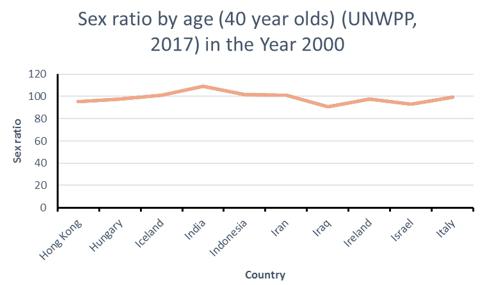 Sex ratio by age (40 year olds) (UNWPP,
2017) in the Year 2000
120
100
80
60
40
20
0
Sex ratio
Hong Kong
Hungary
Iceland
India
Indonesia
Iran
Iraq
Ireland
Israel
Italy
Country